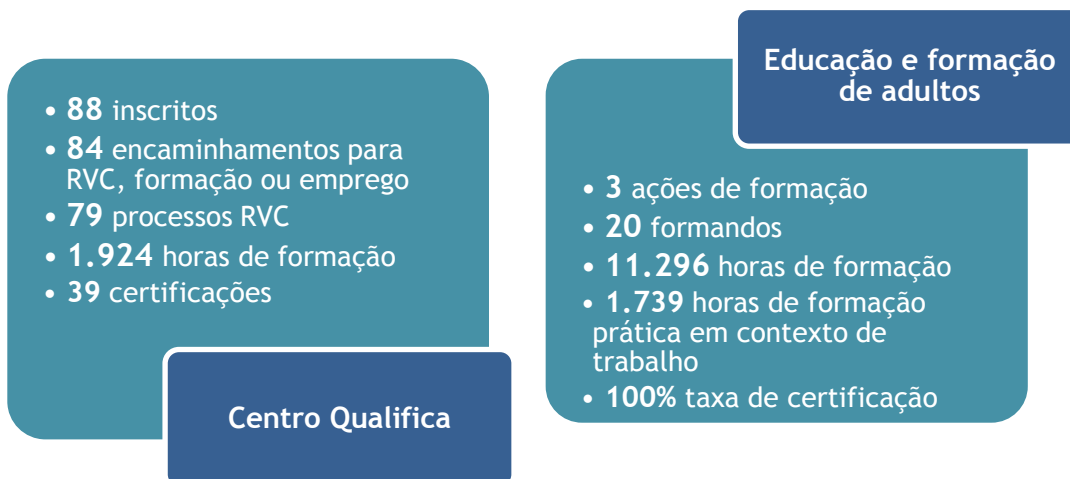 • 88 inscritos
• 84 encaminhamentos para
RVC, formação ou emprego
• 79 processos RVC
• 1.924 horas de formação
• 39 certificações
Centro Qualifica
Educação e formação
de adultos
• 3 ações de formação
• 20 formandos
• 11.296 horas de formação
• 1.739 horas de formação
prática em contexto de
trabalho
• 100% taxa de certificação